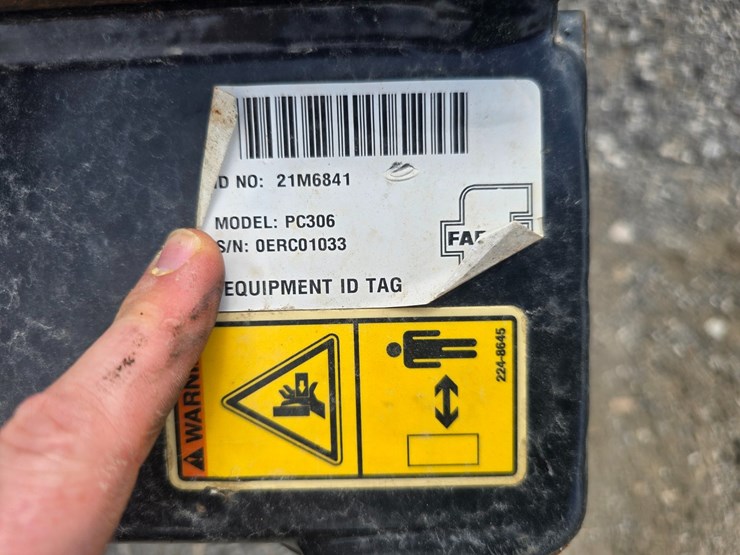 ID NO: 21M6841
MODEL: PC306
S/N: 0ERC01033
EQUIPMENT ID TAG
224-8645